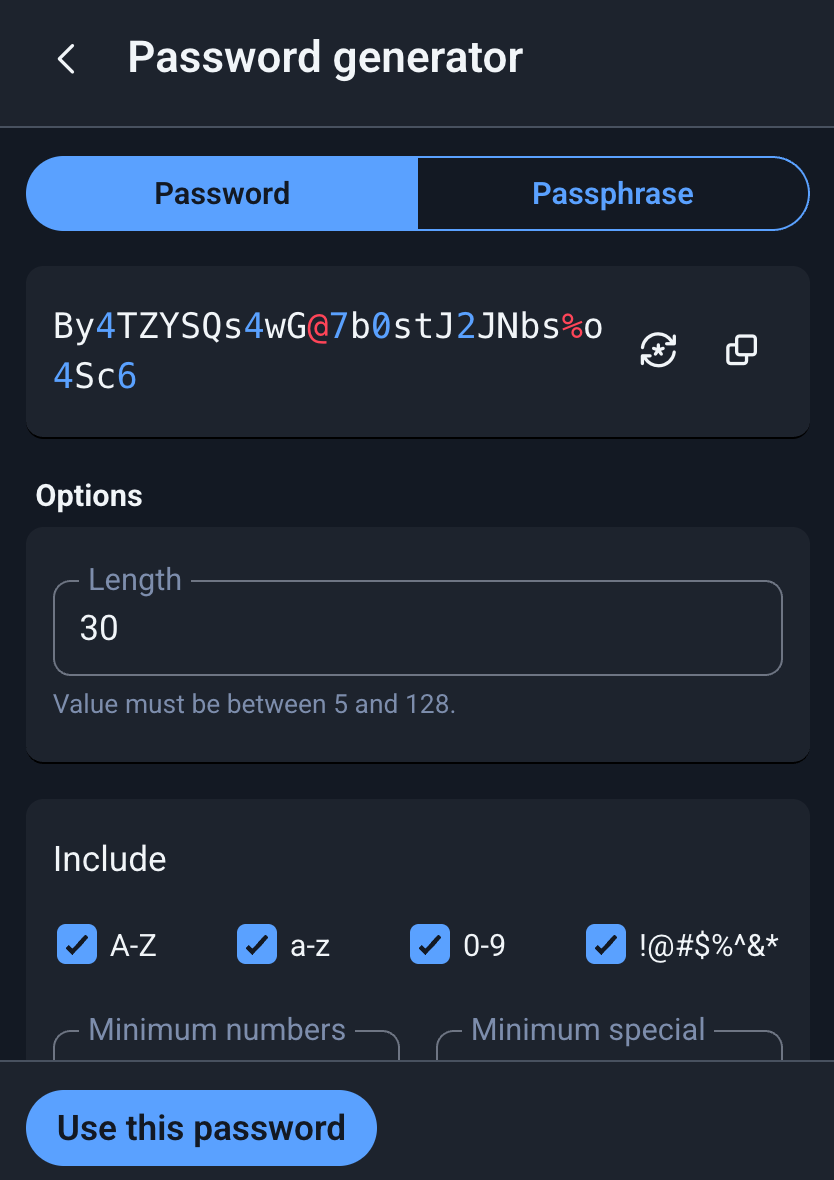 Password generator
Password Passphrase
By4TZYSQs4wG@7b0stJ2JNbs%o
4Sc6
Options
Length
30
Value must be between 5 and 128.
Include
A-Z a-z 0-9 !@#$%^&*
Minimum numbers Minimum special
Use this password